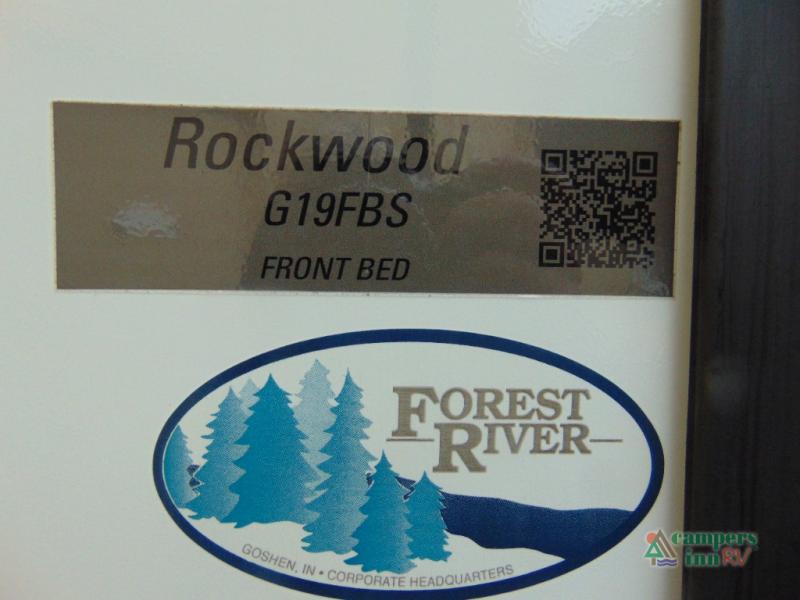 Rockwood
G19FBS
FRONT BED
FOREST
RIVER
GOSHEN, IN • CORPORATE HEADQUARTERS
campers
inn RV